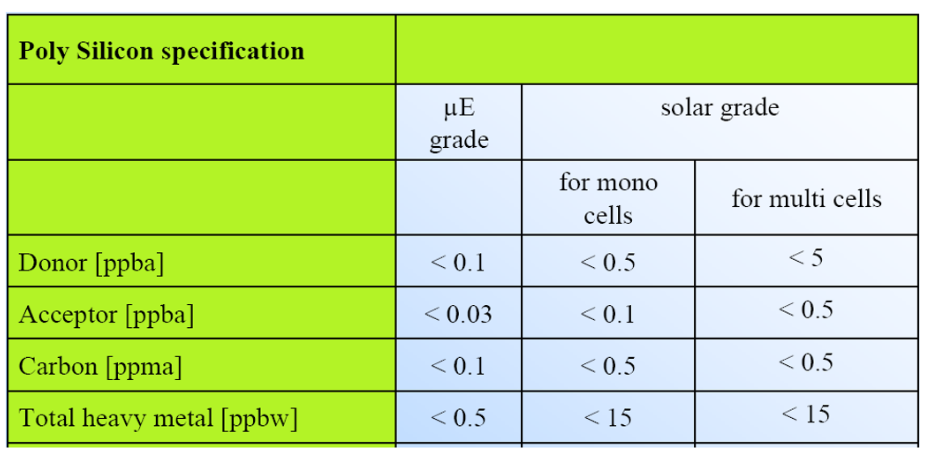 Poly Silicon specification
µE
grade
solar grade
for mono
cells
for multi cells
Donor [ppba] < 0.1 < 0.5 < 5
Acceptor [ppba] < 0.03 < 0.1 < 0.5
Carbon [ppma] < 0.1 < 0.5 < 0.5
Total heavy metal [ppbw] < 0.5 < 15 < 15